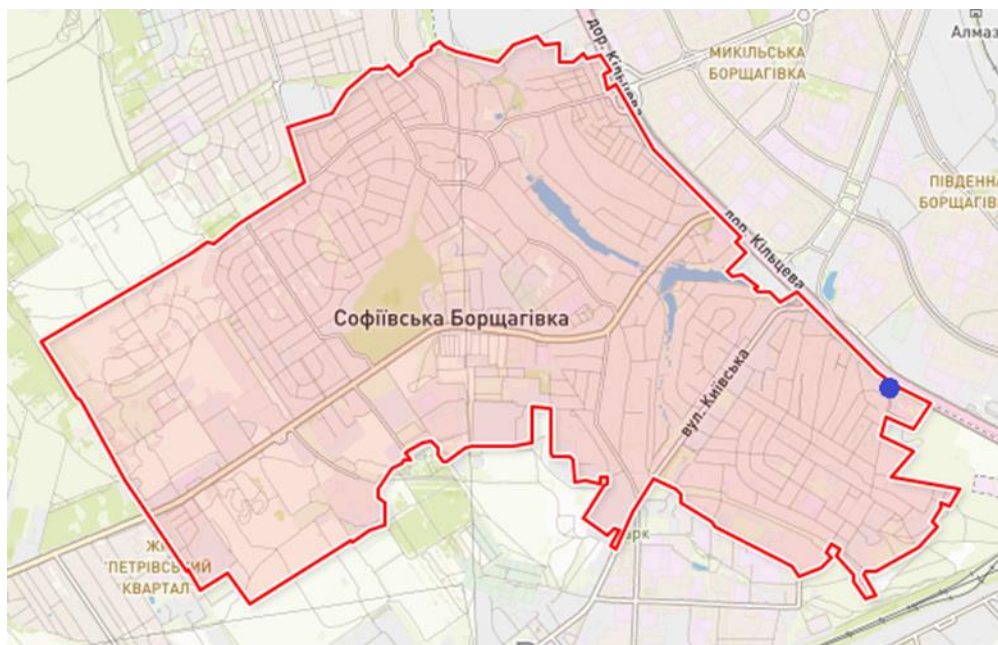 дор. Кільцева
Алмаз
МИКІЛЬСЬКА
БОРЩАГІВКА
ПІВДЕННА
БОРЩАГІВ
дор. Кільцева
Софіївська Борщагівка
вул. Київська
арк
Ж
"ПЕТРІВСЬКИЙ
КВАРТАЛ